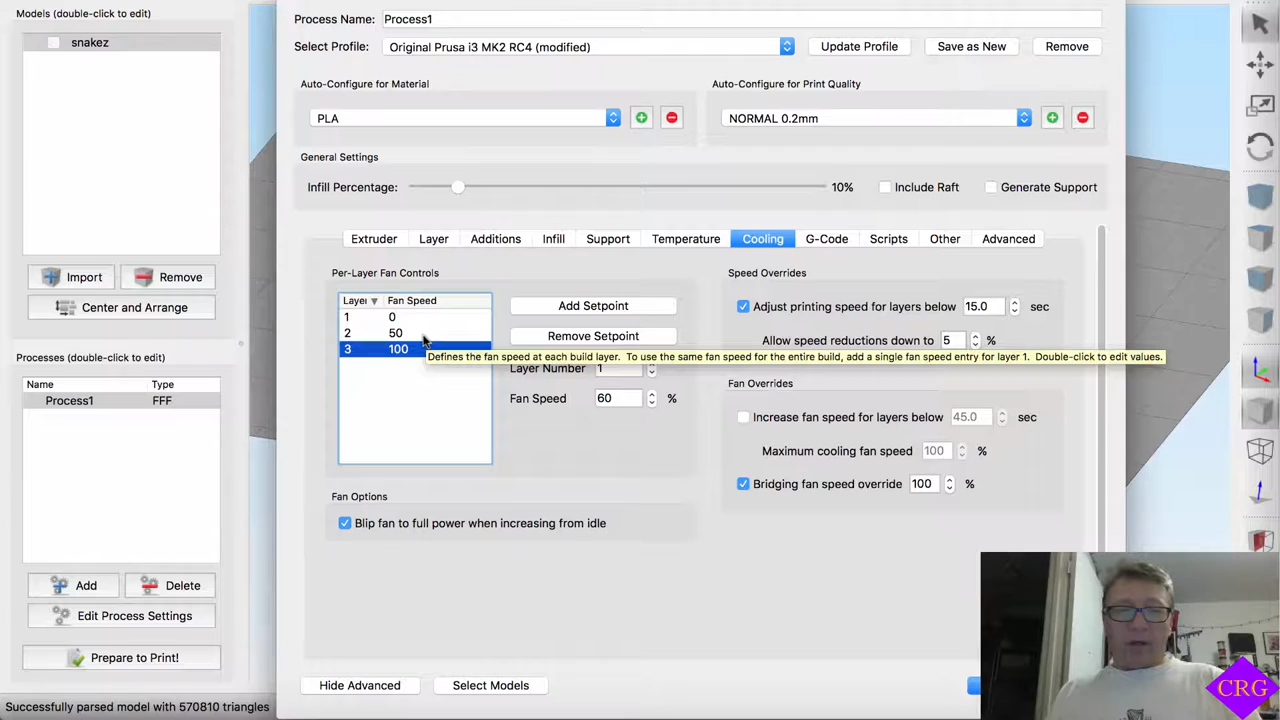 Models (double-click to edit)
snakez
Import
Remove
Center and Arrange
Processes (double-click to edit)
Name Type
Process1 FFF
Add
Delete
Edit Process Settings
Prepare to Print!
Successfully parsed model with 570810 triangles
Process Name: Process1
Select Profile: Original Prusa i3 MK2 RC4 (modified) Update Profile Save as New Remove
Auto-Configure for Material
PLA
Auto-Configure for Print Quality
NORMAL 0.2mm
General Settings
Infill Percentage: 10% Include Raft Generate Support
Extruder Layer Additions Infill Support Temperature Cooling G-Code Scripts Other Advanced
Per-Layer Fan Controls
Layer Fan Speed
1 0
2 50
3 100
Add Setpoint
Remove Setpoint
Layer Number 1
Fan Speed 60 %
Fan Options
Blip fan to full power when increasing from idle
Speed Overrides
Adjust printing speed for layers below 15.0 sec
Allow speed reductions down to 5 %
Defines the fan speed at each build layer. To use the same fan speed for the entire build, add a single fan speed entry for layer 1. Double-click to edit values.
Fan Overrides
Increase fan speed for layers below 45.0 sec
Maximum cooling fan speed 100 %
Bridging fan speed override 100 %
Hide Advanced
Select Models
CRG